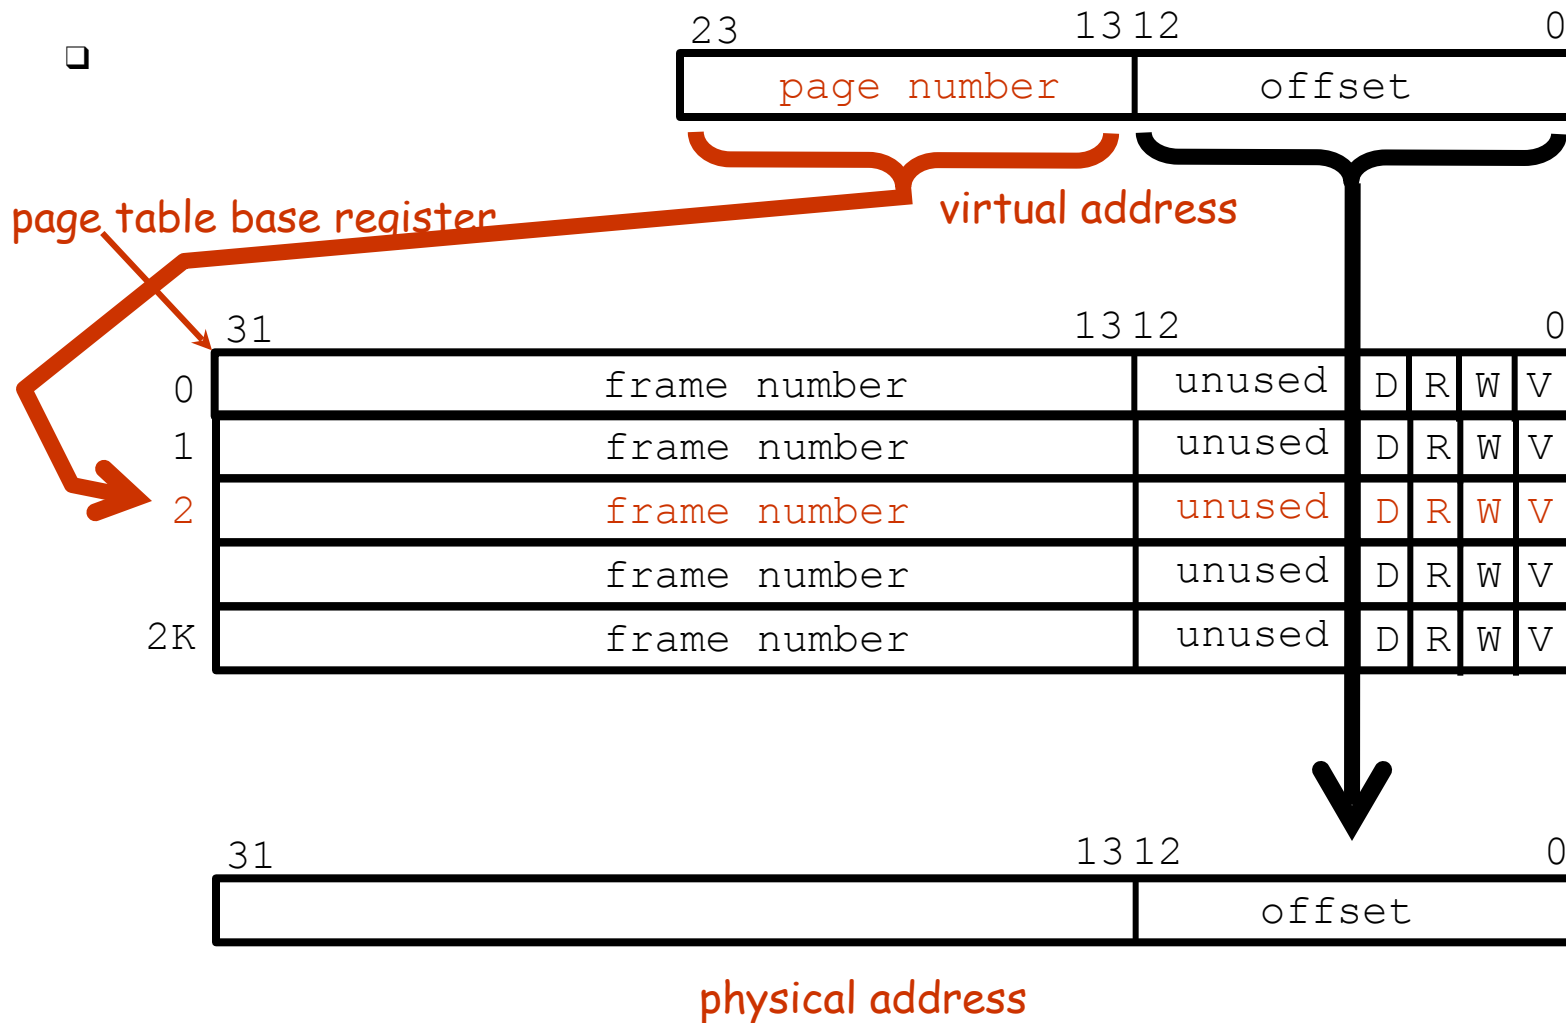 23 13 12 0
page number offset
virtual address
page table base register
31 13 12 0
0 frame number unused D R W V
1 frame number unused D R W V
2 frame number unused D R W V
frame number unused D R W V
2K frame number unused D R W V
31 13 12 0
offset
physical address